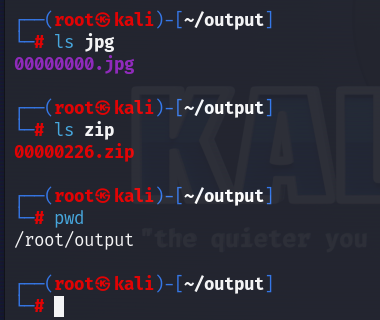 ┌──(root㉿kali)-[~/output]
└─# ls jpg
00000000.jpg
┌──(root㉿kali)-[~/output]
└─# ls zip
00000226.zip
┌──(root㉿kali)-[~/output]
└─# pwd
/root/output
"the quieter you
┌──(root㉿kali)-[~/output]
└─#